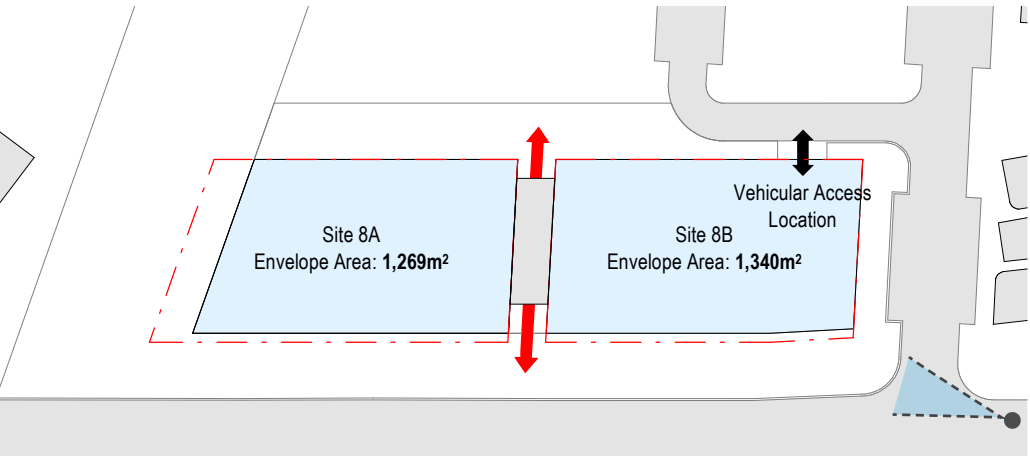 Vehicular Access
Location
Site 8A
Envelope Area: 1,269m²
Site 8B
Envelope Area: 1,340m²